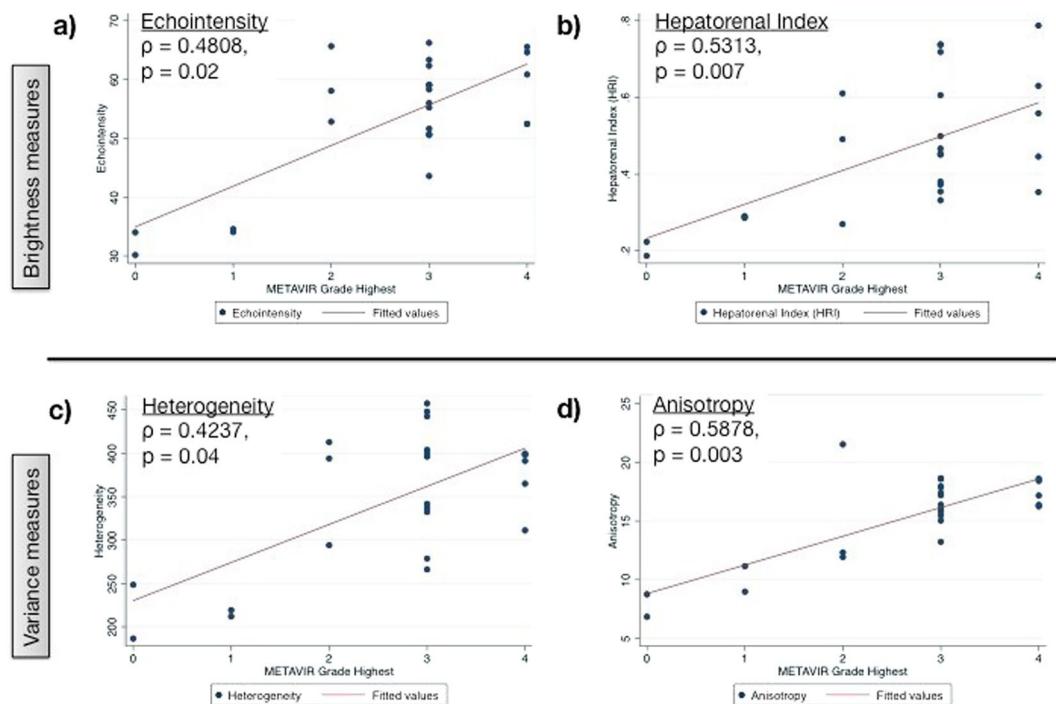 Brightness measures
a)
Echointensity
ρ = 0.4808,
p = 0.02
70
60
50
40
30
Echointensity
0 1 2 3 4
METAVIR Grade Highest
Echointensity Fitted values
b)
Hepatorenal Index
ρ = 0.5313,
p = 0.007
.8
.6
.4
.2
Hepatorenal Index (HRI)
0 1 2 3 4
METAVIR Grade Highest
Hepatorenal Index (HRI) Fitted values
Variance measures
c)
Heterogeneity
ρ = 0.4237,
p = 0.04
450
400
350
300
250
200
Heterogeneity
0 1 2 3 4
METAVIR Grade Highest
Heterogeneity Fitted values
d)
Anisotropy
ρ = 0.5878,
p = 0.003
25
20
15
10
5
Anisotropy
0 1 2 3 4
METAVIR Grade Highest
Anisotropy Fitted values